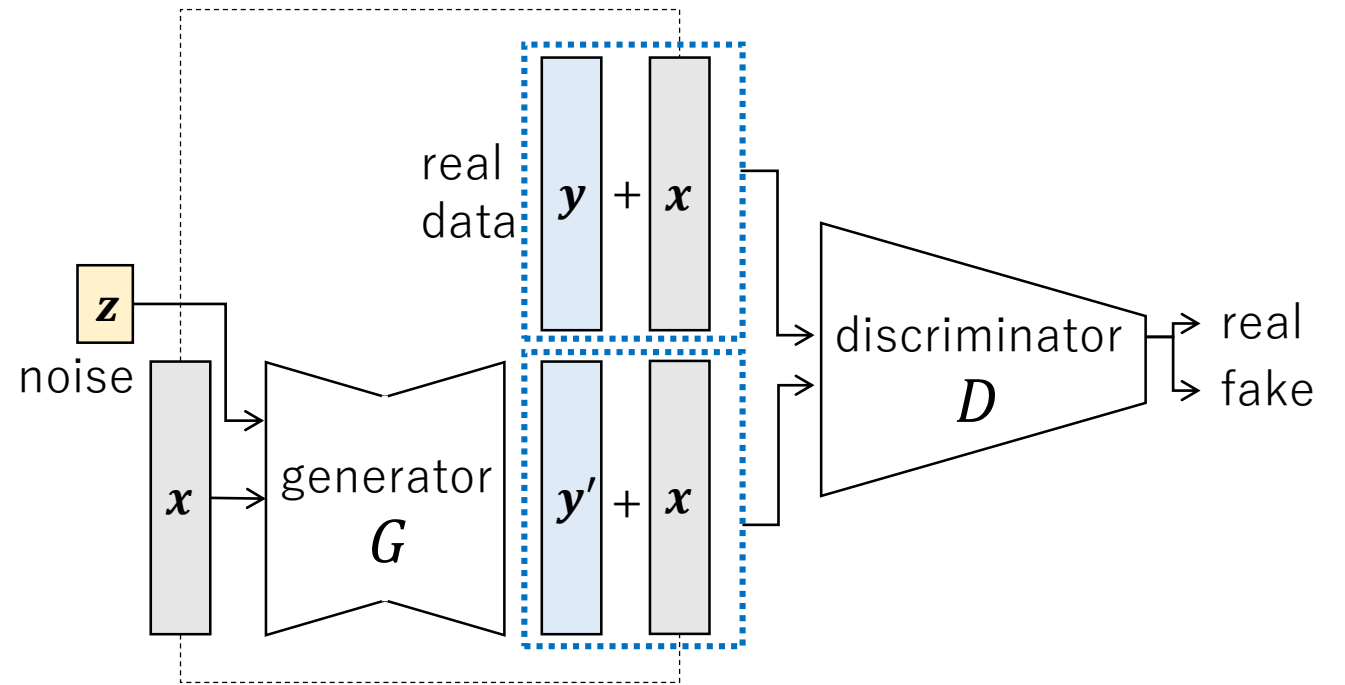 real
data
y + x
z
noise
x
generator
G
y′ + x
discriminator
D
real
fake